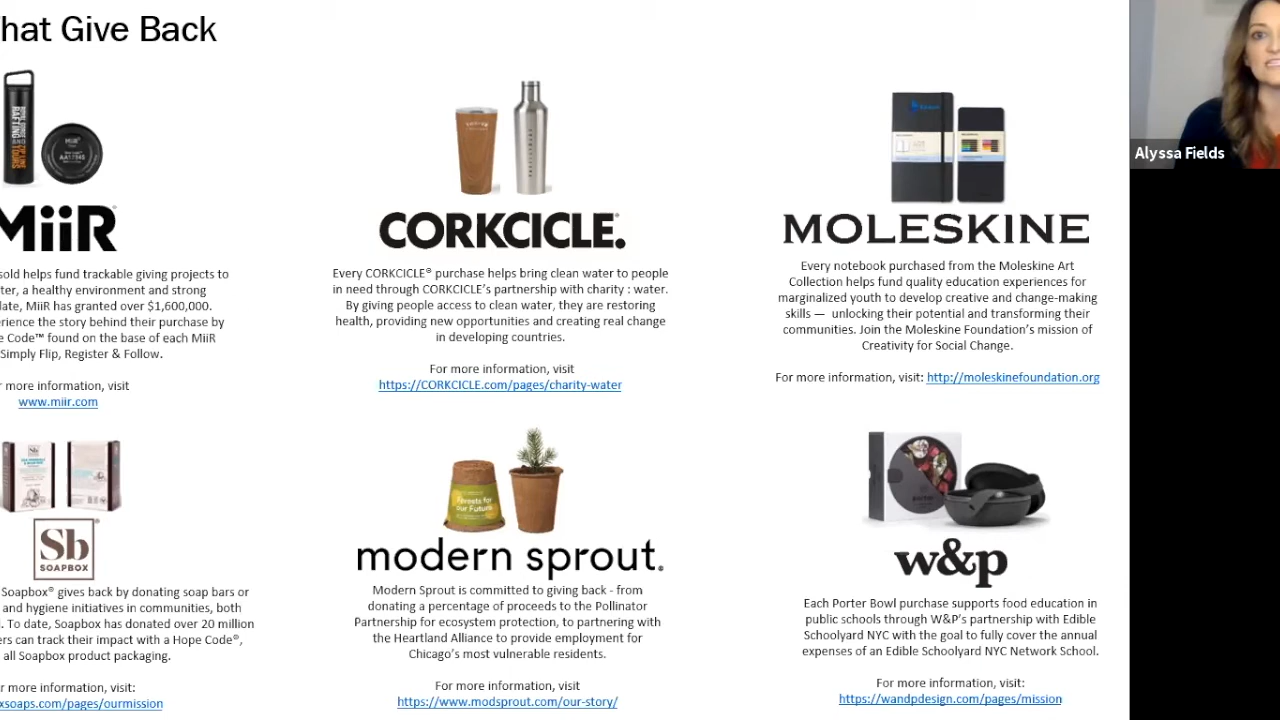 hat Give Back
Alyssa Fields
MiiR
sold helps fund trackable giving projects to
ter, a healthy environment and strong
late, MiiR has granted over $1,600,000.
erience the story behind their purchase by
e Code™ found on the base of each MiiR
Simply Flip, Register & Follow.
r more information, visit
www.miir.com
CORKCICLE.
Every CORKCICLE® purchase helps bring clean water to people
in need through CORKCICLE's partnership with charity : water.
By giving people access to clean water, they are restoring
health, providing new opportunities and creating real change
in developing countries.
For more information, visit
https://CORKCICLE.com/pages/charity-water
MOLESKINE
Every notebook purchased from the Moleskine Art
Collection helps fund quality education experiences for
marginalized youth to develop creative and change-making
skills — unlocking their potential and transforming their
communities. Join the Moleskine Foundation's mission of
Creativity for Social Change.
For more information, visit: http://moleskinefoundation.org
Sb
SOAPBOX
Soapbox® gives back by donating soap bars or
and hygiene initiatives in communities, both
l. To date, Soapbox has donated over 20 million
ers can track their impact with a Hope Code®,
all Soapbox product packaging.
r more information, visit:
xsoaps.com/pages/ourmission
Forests for
our Future
modern sprout.
Modern Sprout is committed to giving back - from
donating a percentage of proceeds to the Pollinator
Partnership for ecosystem protection, to partnering with
the Heartland Alliance to provide employment for
Chicago's most vulnerable residents.
For more information, visit
https://www.modsprout.com/our-story/
w&p
Each Porter Bowl purchase supports food education in
public schools through W&P's partnership with Edible
Schoolyard NYC with the goal to fully cover the annual
expenses of an Edible Schoolyard NYC Network School.
For more information, visit:
https://wandpdesign.com/pages/mission